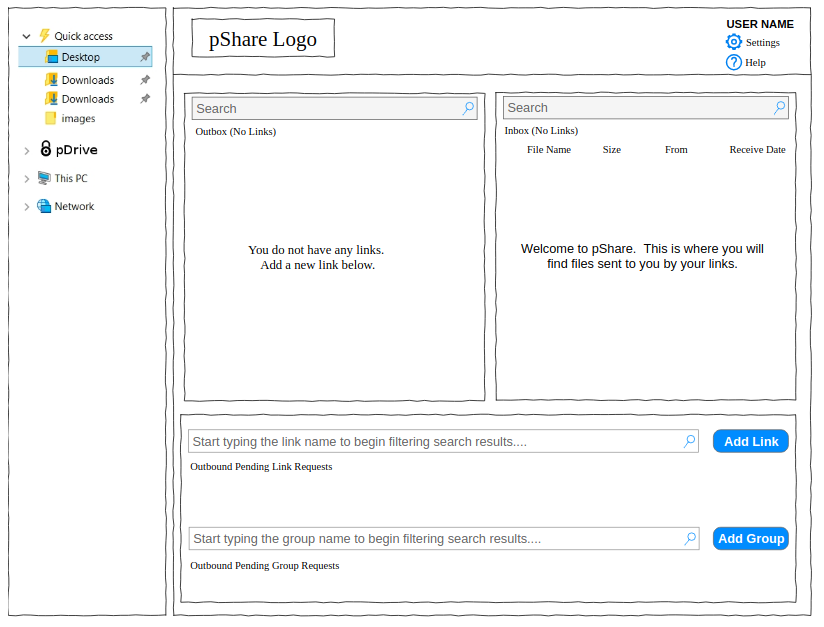 Quick access
Desktop
Downloads
Downloads
images
pDrive
This PC
Network
pShare Logo
USER NAME
Settings
Help
Search
Outbox (No Links)
You do not have any links.
Add a new link below.
Search
Inbox (No Links)
File Name Size From Receive Date
Welcome to pShare. This is where you will
find files sent to you by your links.
Start typing the link name to begin filtering search results....
Add Link
Outbound Pending Link Requests
Start typing the group name to begin filtering search results....
Add Group
Outbound Pending Group Requests